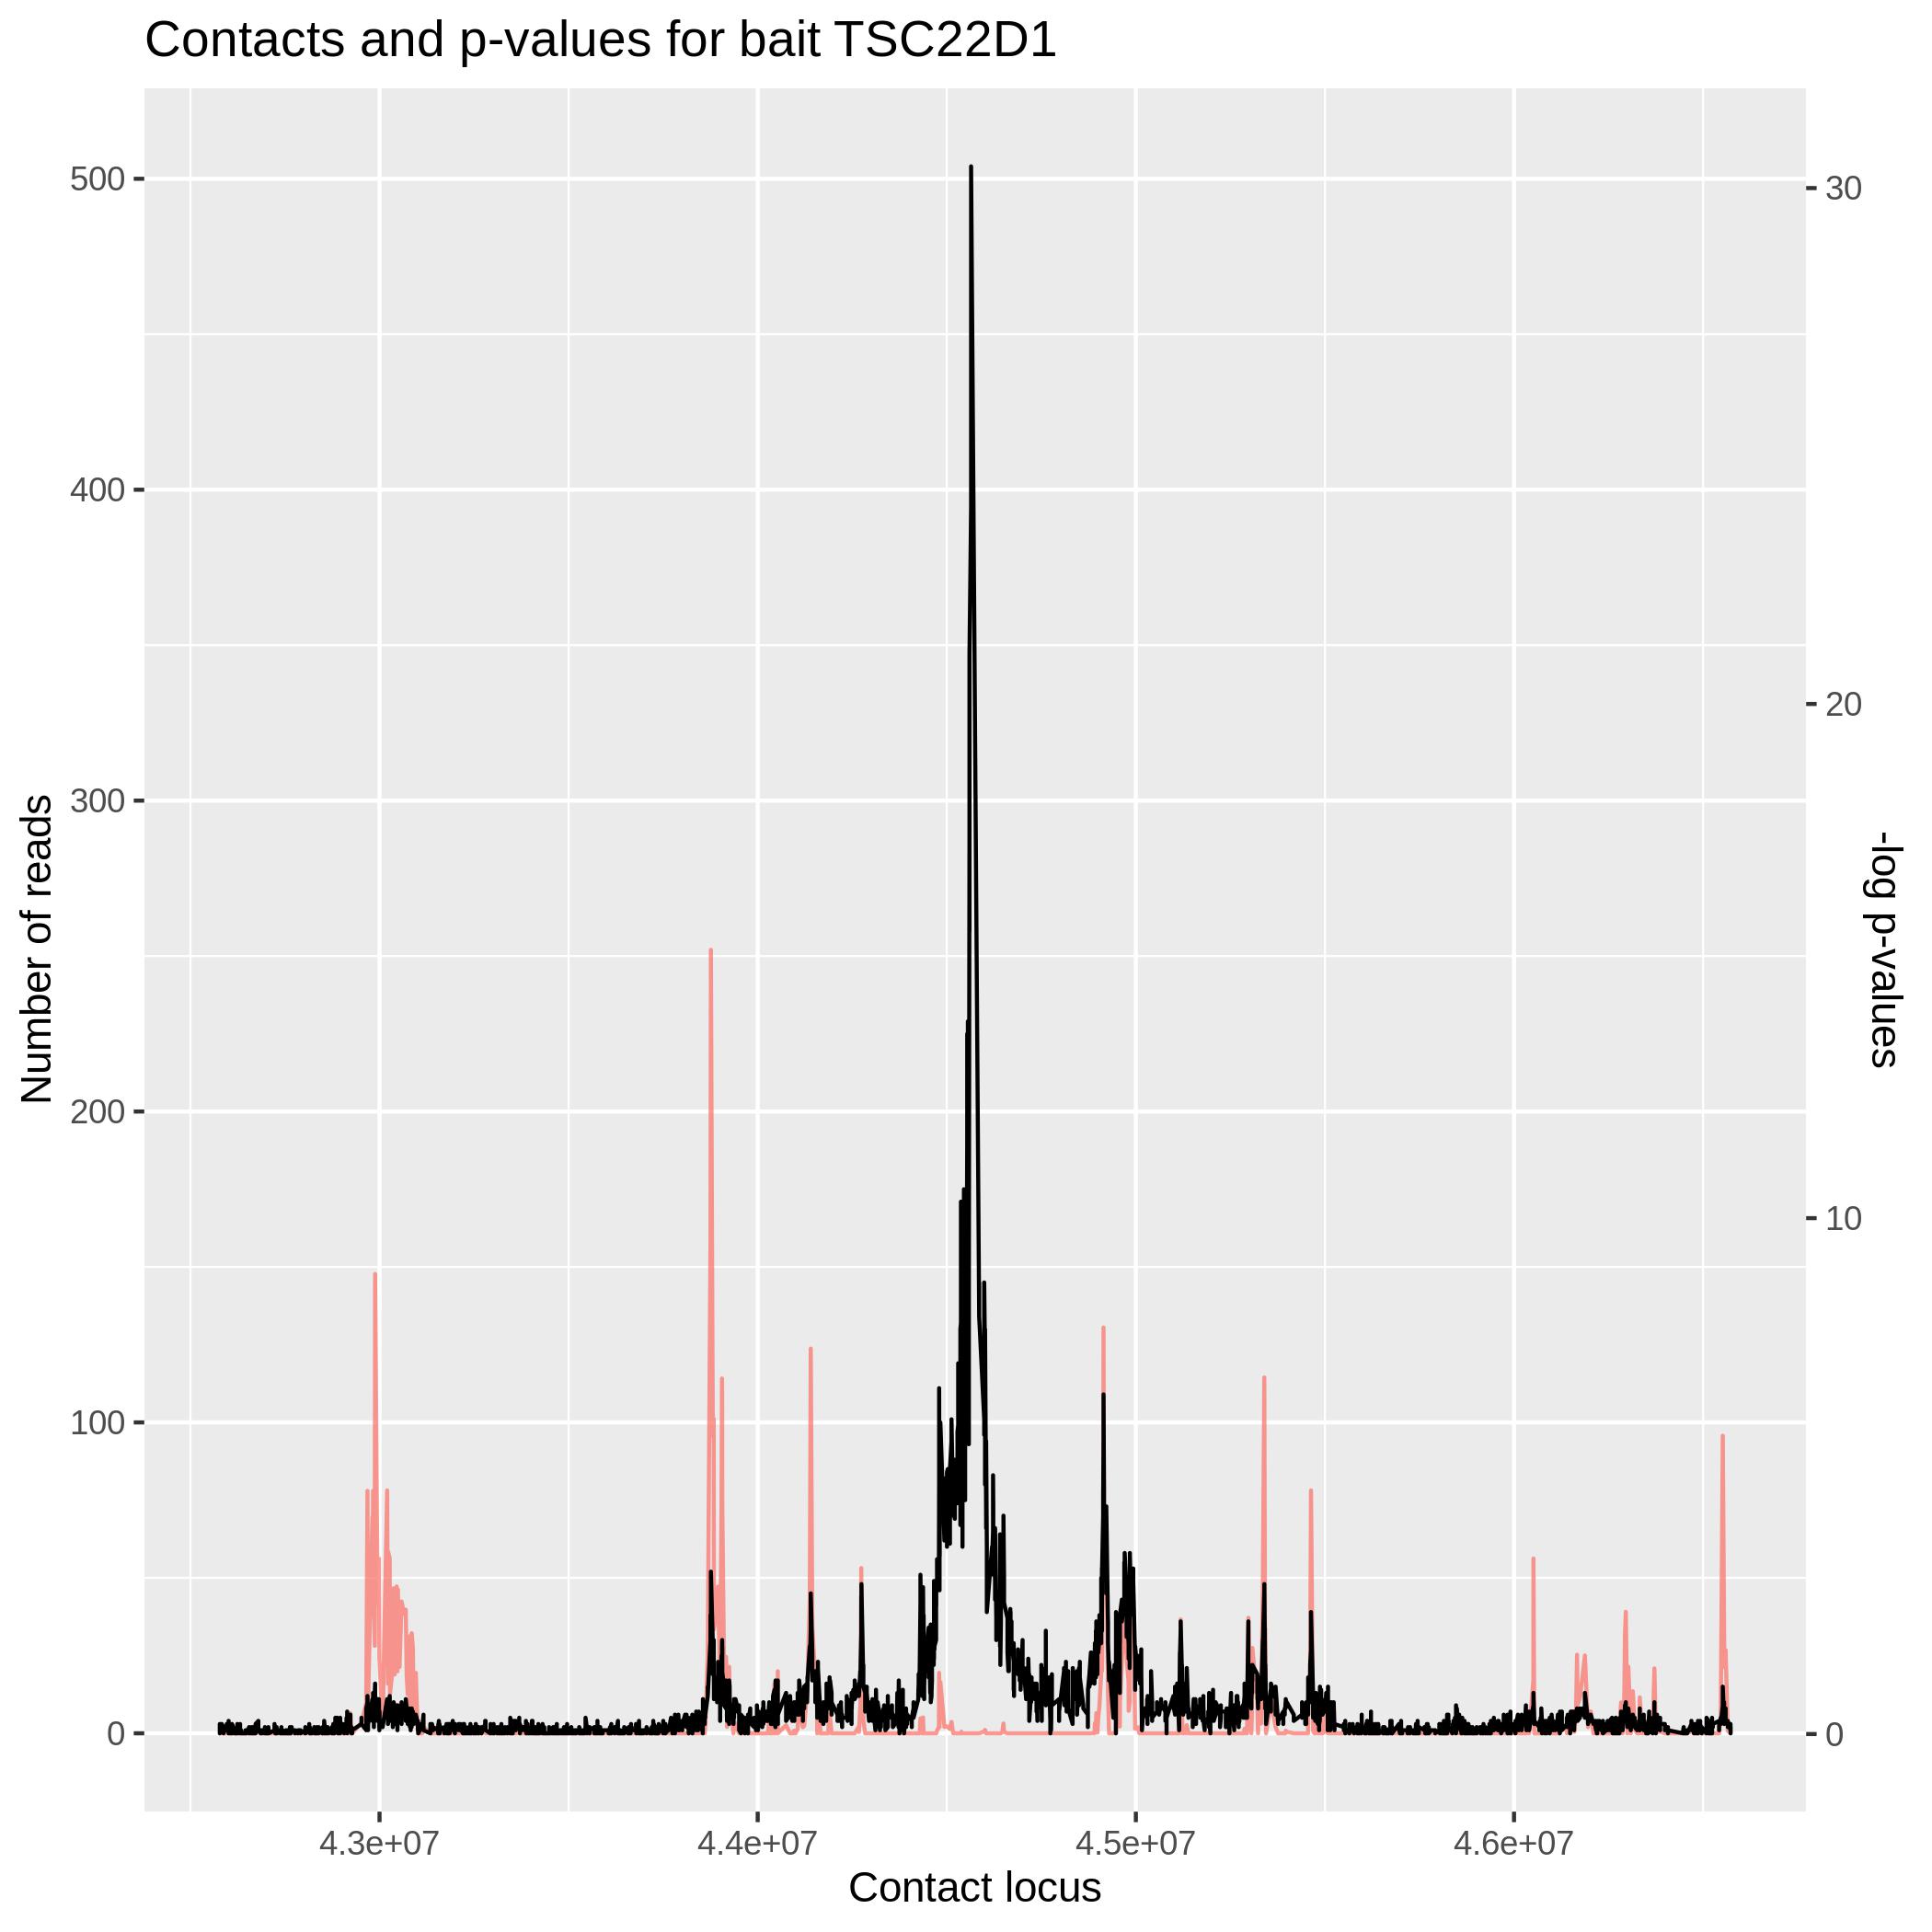 Contacts and p-values for bait TSC22D1
500
400
300
200
100
0
Number of reads
30
20
10
0
-log p-values
4.3e+07
4.4e+07
4.5e+07
4.6e+07
Contact locus